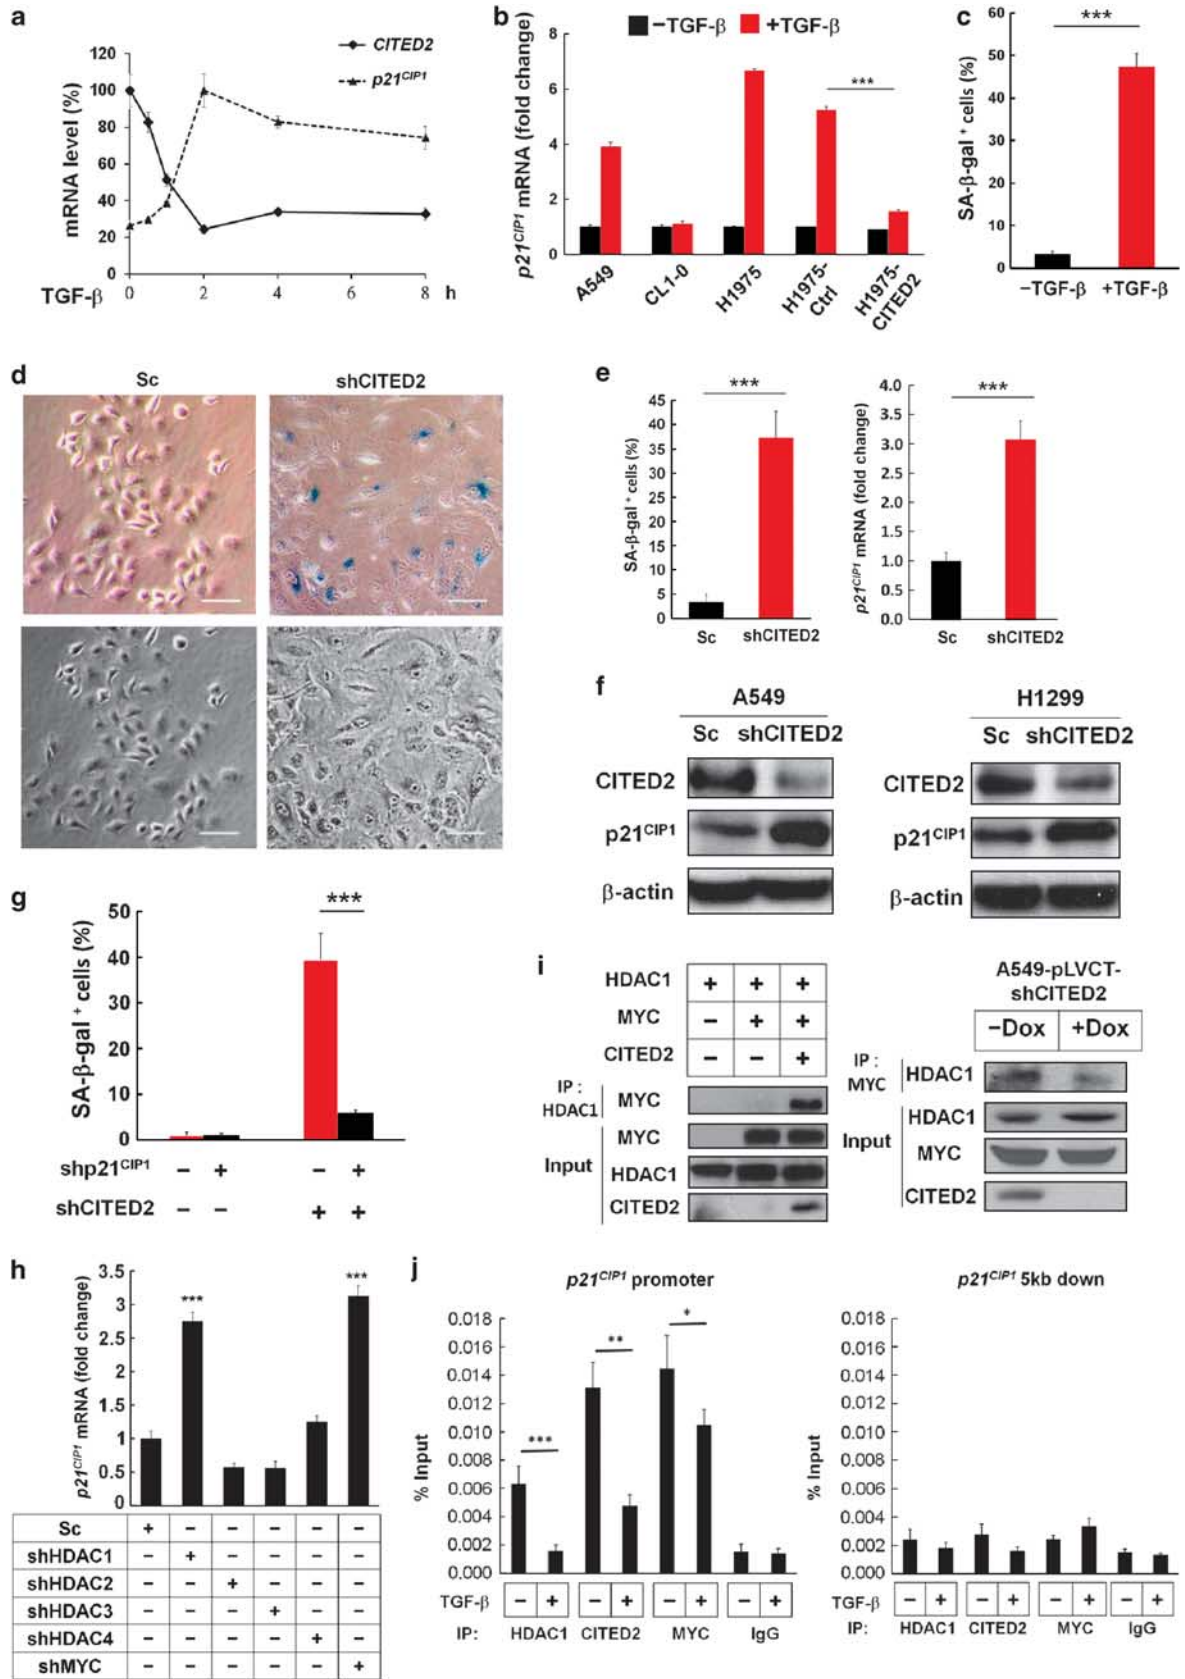 a
CITED2
p21CIP1
mRNA level (%)
120
100
80
60
40
20
0
TGF-β
0 2 4 6 8 h
b
−TGF-β +TGF-β
p21CIP1 mRNA (fold change)
8
6
4
2
0
***
A549
CL1-0
H1975
H1975-
Ctrl
H1975-
CITED2
c
SA-β-gal + cells (%)
60
50
40
30
20
10
0
***
−TGF-β +TGF-β
d
Sc shCITED2
e
SA-β-gal + cells (%)
45
40
35
30
25
20
15
10
5
0
***
Sc shCITED2
p21CIP1 mRNA (fold change)
4.0
3.5
3.0
2.5
2.0
1.5
1.0
0.5
0.0
***
Sc shCITED2
f
A549
Sc shCITED2
CITED2
p21CIP1
β-actin
H1299
Sc shCITED2
CITED2
p21CIP1
β-actin
g
SA-β-gal + cells (%)
50
40
30
20
10
0
***
shp21CIP1 − + − +
shCITED2 − − + +
i
HDAC1 + + +
MYC − + +
CITED2 − − +
IP :
HDAC1
MYC
Input
MYC
HDAC1
CITED2
A549-pLVCT-
shCITED2
−Dox +Dox
IP :
MYC
HDAC1
Input
HDAC1
MYC
CITED2
h
p21CIP1 mRNA (fold change)
3.5
3
2.5
2
1.5
1
0.5
0
***
***
Sc + − − − − −
shHDAC1 − + − − − −
shHDAC2 − − + − − −
shHDAC3 − − − + − −
shHDAC4 − − − − + −
shMYC − − − − − +
j
p21CIP1 promoter
% Input
0.018
0.016
0.014
0.012
0.010
0.008
0.006
0.004
0.002
0.000
***
**
*
TGF-β − + − + − + − +
IP: HDAC1 CITED2 MYC IgG
p21CIP1 5kb down
% Input
0.018
0.016
0.014
0.012
0.010
0.008
0.006
0.004
0.002
0.000
TGF-β − + − + − + − +
IP: HDAC1 CITED2 MYC IgG